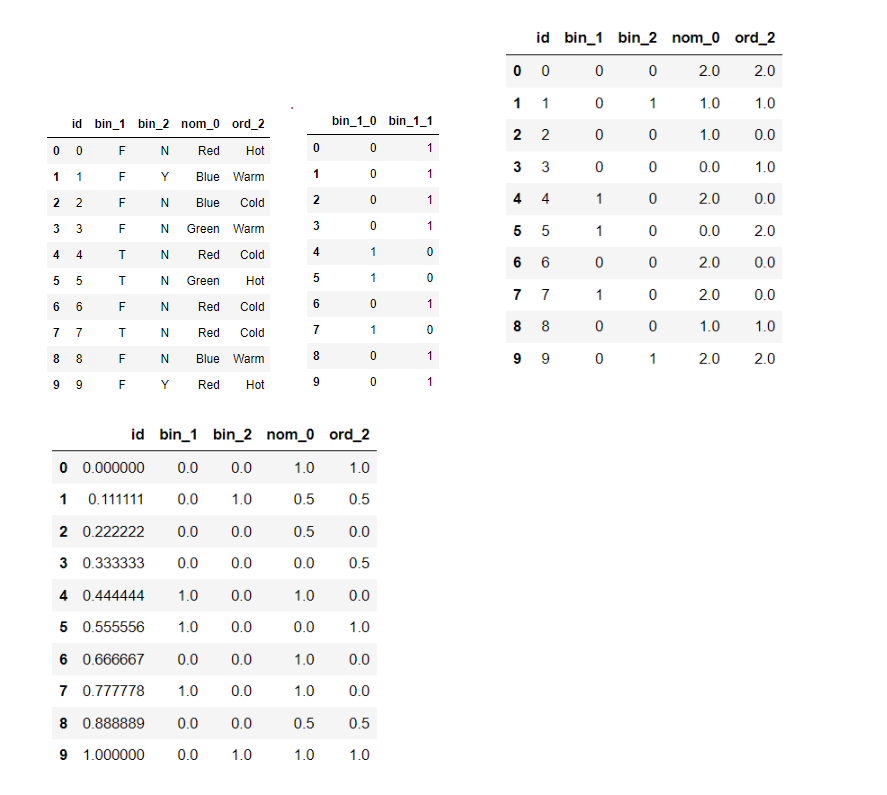 id bin_1 bin_2 nom_0 ord_2
0 0 F N Red Hot
1 1 F Y Blue Warm
2 2 F N Blue Cold
3 3 F N Green Warm
4 4 T N Red Cold
5 5 T N Green Hot
6 6 F N Red Cold
7 7 T N Red Cold
8 8 F N Blue Warm
9 9 F Y Red Hot
bin_1_0 bin_1_1
0 0 1
1 0 1
2 0 1
3 0 1
4 1 0
5 1 0
6 0 1
7 1 0
8 0 1
9 0 1
id bin_1 bin_2 nom_0 ord_2
0 0 0 0 2.0 2.0
1 1 0 1 1.0 1.0
2 2 0 0 1.0 0.0
3 3 0 0 0.0 1.0
4 4 1 0 2.0 0.0
5 5 1 0 0.0 2.0
6 6 0 0 2.0 0.0
7 7 1 0 2.0 0.0
8 8 0 0 1.0 1.0
9 9 0 1 2.0 2.0
id bin_1 bin_2 nom_0 ord_2
0 0.000000 0.0 0.0 1.0 1.0
1 0.111111 0.0 1.0 0.5 0.5
2 0.222222 0.0 0.0 0.5 0.0
3 0.333333 0.0 0.0 0.0 0.5
4 0.444444 1.0 0.0 1.0 0.0
5 0.555556 1.0 0.0 0.0 1.0
6 0.666667 0.0 0.0 1.0 0.0
7 0.777778 1.0 0.0 1.0 0.0
8 0.888889 0.0 0.0 0.5 0.5
9 1.000000 0.0 1.0 1.0 1.0